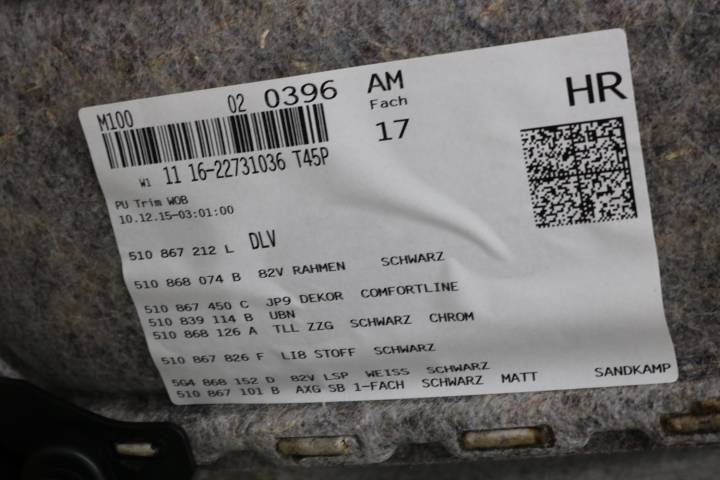 M100 02 0396 AM HR
Fach
17
W1 11 16-22731036 T45P
PU Trim WOB
10.12.15-03:01:00
510 867 212 L DLV
510 868 074 B 82V RAHMEN SCHWARZ
510 867 450 C JP9 DEKOR COMFORTLINE
510 839 114 B UBN
510 868 126 A TLL ZZG SCHWARZ CHROM
510 867 826 F LI8 STOFF SCHWARZ
5G4 868 152 D 82V LSP WEISS SCHWARZ
510 867 101 B AXG SB 1-FACH SCHWARZ MATT SANDKAMP